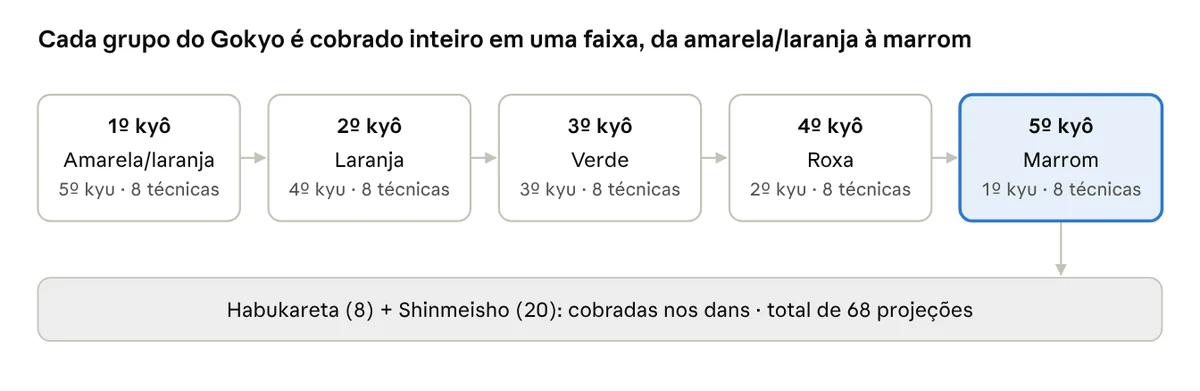 Cada grupo do Gokyo é cobrado inteiro em uma faixa, da amarela/laranja à marrom
1º kyô
Amarela/laranja
5º kyu · 8 técnicas
2º kyô
Laranja
4º kyu · 8 técnicas
3º kyô
Verde
3º kyu · 8 técnicas
4º kyô
Roxa
2º kyu · 8 técnicas
5º kyô
Marrom
1º kyu · 8 técnicas
Habukareta (8) + Shinmeisho (20): cobradas nos dans · total de 68 projeções